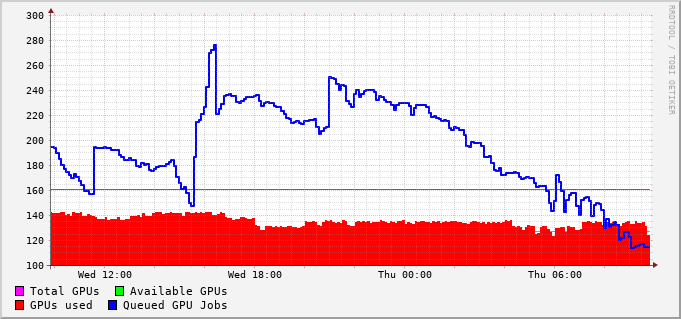 300
280
260
240
220
200
180
160
140
120
100
Wed 12:00 Wed 18:00 Thu 00:00 Thu 06:00
Total GPUs Available GPUs
GPUs used Queued GPU Jobs
RRDTOOL / TOBI OETIKER